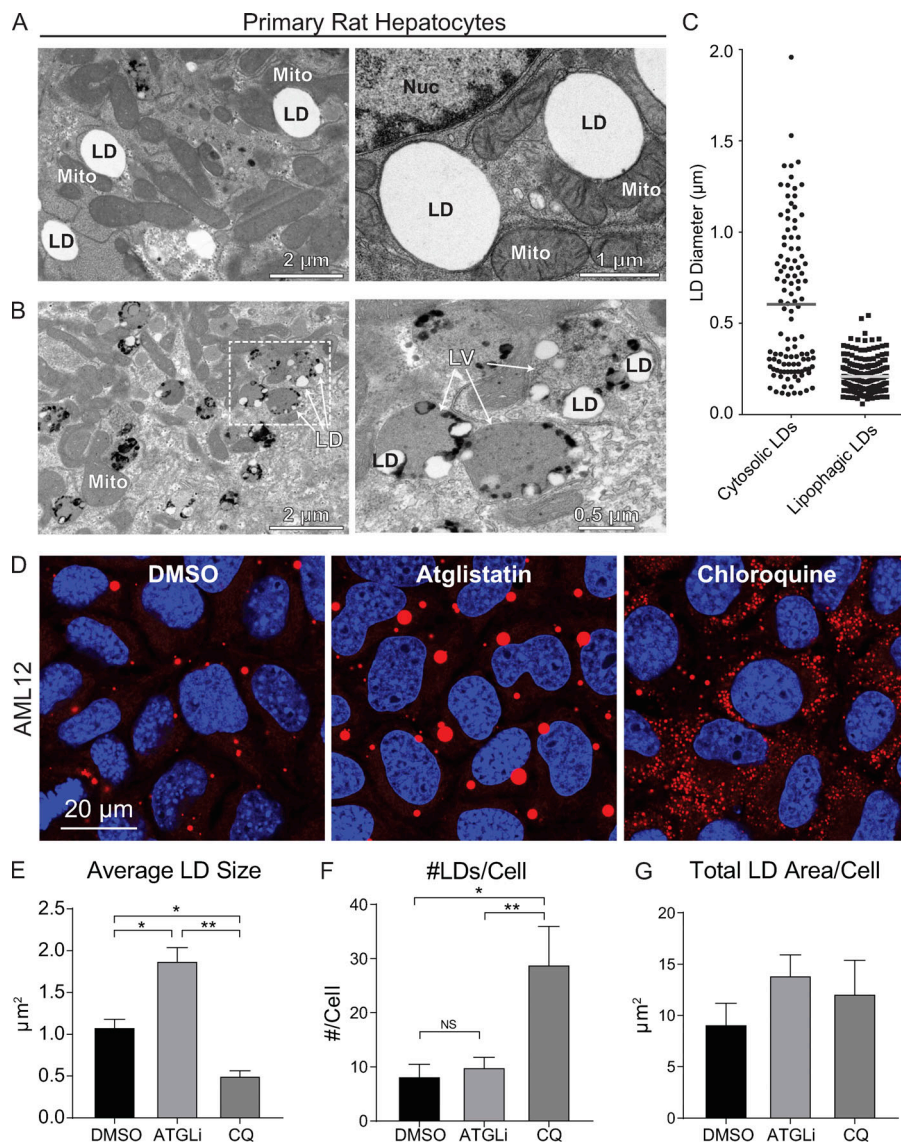 A
Primary Rat Hepatocytes
Mito
LD
LD
Mito
LD
2 μm
Nuc
LD
LD
Mito
Mito
1 μm
B
LD
Mito
2 μm
LV
LD
LD
LD
0.5 μm
C
2.0
1.5
1.0
0.5
0.0
LD Diameter (μm)
Cytosolic LDs
Lipophagic LDs
D
AML12
DMSO
Atglistatin
Chloroquine
20 μm
E
Average LD Size
2.5
2.0
1.5
1.0
0.5
0.0
μm²
*
*
**
DMSO
ATGLi
CQ
F
#LDs/Cell
40
30
20
10
0
#/Cell
*
**
NS
DMSO
ATGLi
CQ
G
Total LD Area/Cell
20
15
10
5
0
μm²
DMSO
ATGLi
CQ